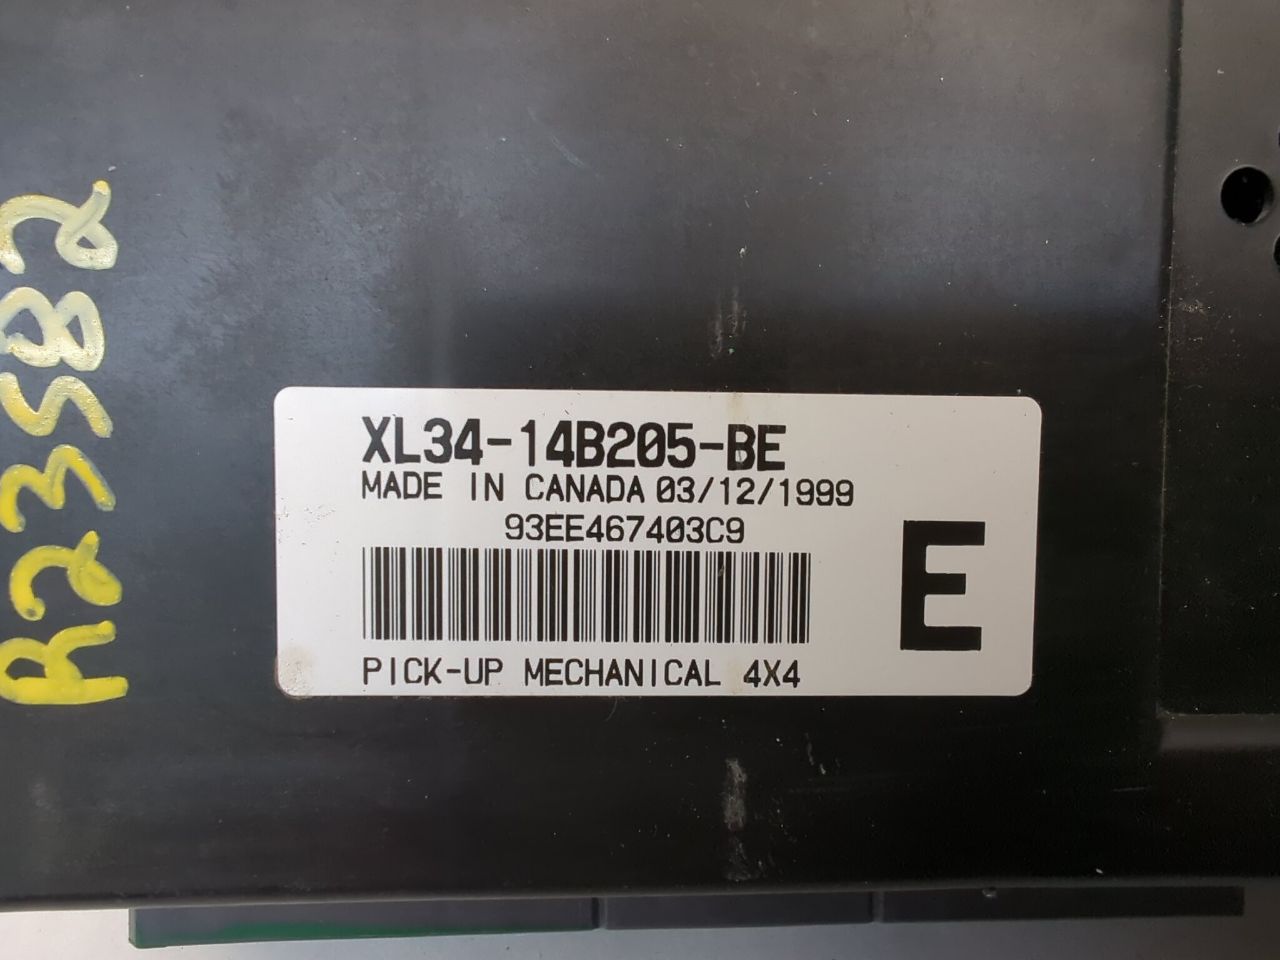 XL34-14B205-BE
MADE IN CANADA 03/12/1999
93EE467403C9
E
PICK-UP MECHANICAL 4X4
R23582